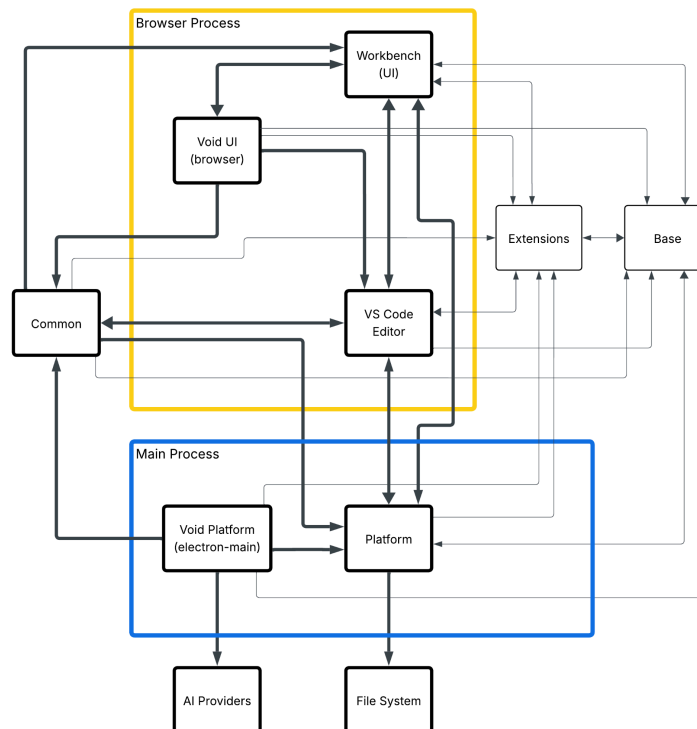 Browser Process
Workbench
(UI)
Void UI
(browser)
Extensions
Base
Common
VS Code
Editor
Main Process
Void Platform
(electron-main)
Platform
AI Providers
File System